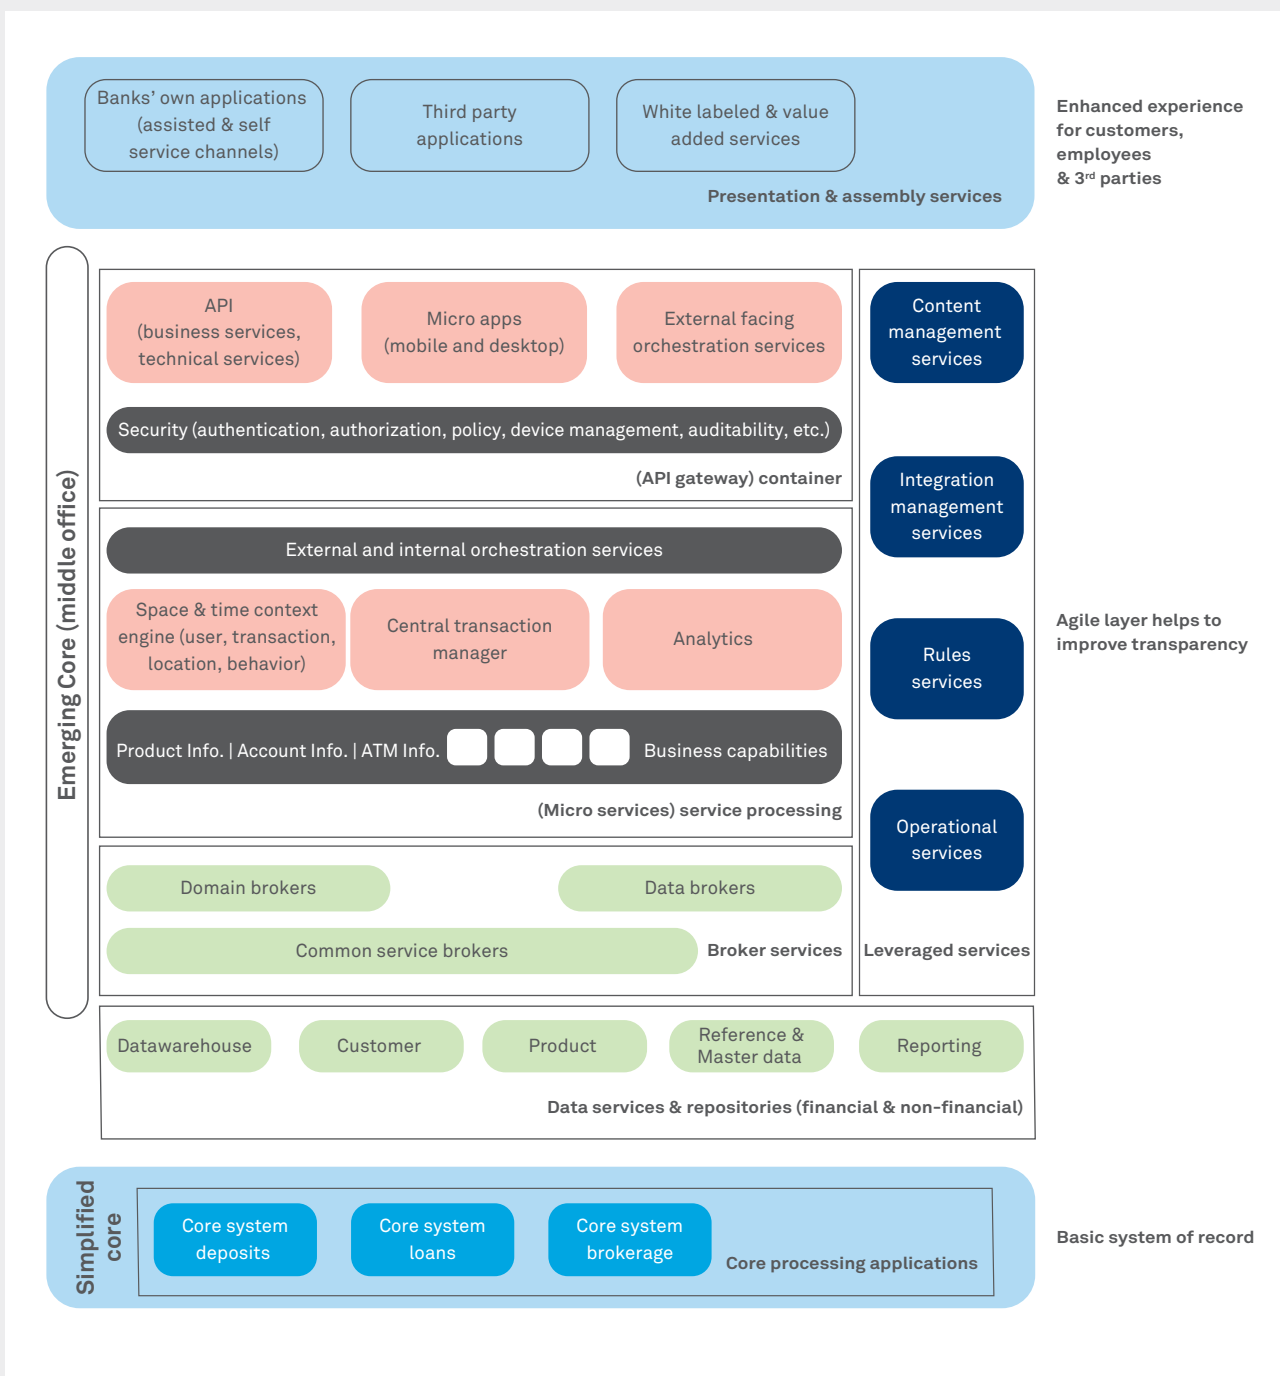 Banks’ own applications
(assisted & self
service channels)
Third party
applications
White labeled & value
added services
Presentation & assembly services
Enhanced experience
for customers,
employees
& 3rd parties
Emerging Core (middle office)
API
(business services,
technical services)
Micro apps
(mobile and desktop)
External facing
orchestration services
Security (authentication, authorization, policy, device management, auditability, etc.)
(API gateway) container
External and internal orchestration services
Space & time context
engine (user, transaction,
location, behavior)
Central transaction
manager
Analytics
Product Info. | Account Info. | ATM Info.
Business capabilities
(Micro services) service processing
Domain brokers
Data brokers
Common service brokers
Broker services
Content
management
services
Integration
management
services
Rules
services
Operational
services
Leveraged services
Agile layer helps to
improve transparency
Datawarehouse
Customer
Product
Reference &
Master data
Reporting
Data services & repositories (financial & non-financial)
Simplified
core
Core system
deposits
Core system
loans
Core system
brokerage
Core processing applications
Basic system of record